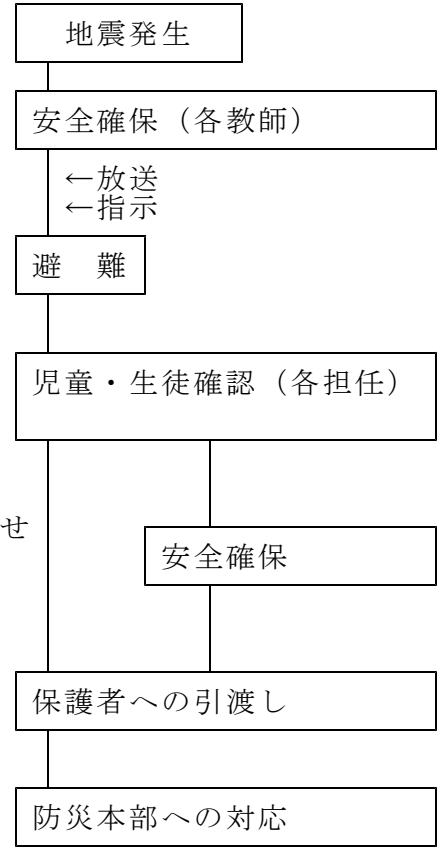 地震発生
安全確保（各教師）
←放送
←指示
避　難
児童・生徒確認（各担任）
せ
安全確保
保護者への引渡し
防災本部への対応